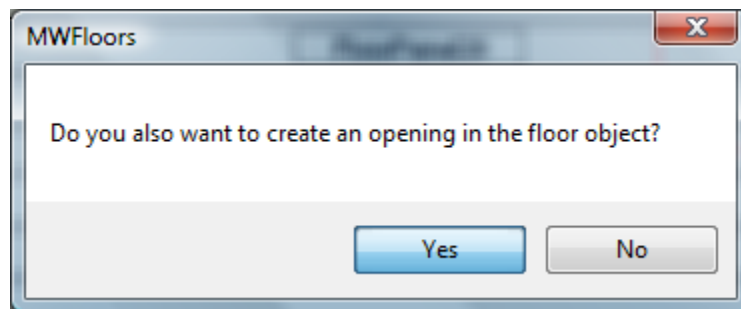 MWFloors
Do you also want to create an opening in the floor object?
Yes
No